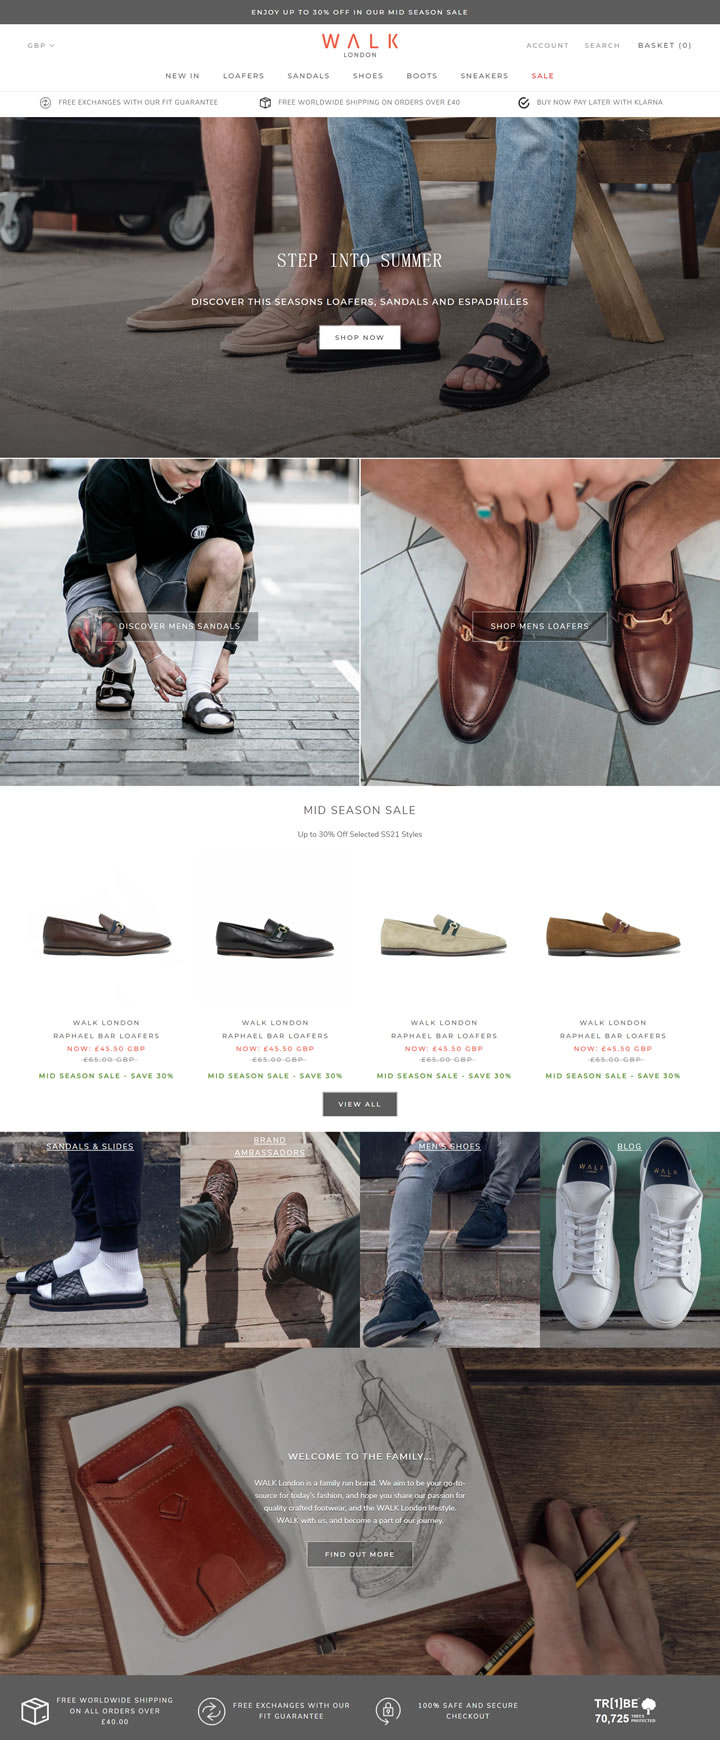 ENJOY UP TO 30% OFF IN OUR MID SEASON SALE
GBP
WALK
LONDON
ACCOUNT SEARCH BASKET (0)
NEW IN LOAFERS SANDALS SHOES BOOTS SNEAKERS SALE
FREE EXCHANGES WITH OUR FIT GUARANTEE
FREE WORLDWIDE SHIPPING ON ORDERS OVER £40
BUY NOW PAY LATER WITH KLARNA
STEP INTO SUMMER
DISCOVER THIS SEASONS LOAFERS, SANDALS AND ESPADRILLES
SHOP NOW
DISCOVER MENS SANDALS
SHOP MENS LOAFERS
MID SEASON SALE
Up to 30% Off Selected SS21 Styles
WALK LONDON
RAPHAEL BAR LOAFERS
NOW: £45.50 GBP
£65.00 GBP
MID SEASON SALE - SAVE 30%
WALK LONDON
RAPHAEL BAR LOAFERS
NOW: £45.50 GBP
£65.00 GBP
MID SEASON SALE - SAVE 30%
WALK LONDON
RAPHAEL BAR LOAFERS
NOW: £45.50 GBP
£65.00 GBP
MID SEASON SALE - SAVE 30%
WALK LONDON
RAPHAEL BAR LOAFERS
NOW: £45.50 GBP
£65.00 GBP
MID SEASON SALE - SAVE 30%
VIEW ALL
SANDALS & SLIDES
BRAND
AMBASSADORS
MEN'S SHOES
BLOG
WALK
WALK
WELCOME TO THE FAMILY...
WALK London is a family run brand. We aim to be your go-to-
source for today's fashion, and hope you share our passion for
quality crafted footwear, and the WALK London lifestyle.
WALK with us, and become a part of our journey.
FIND OUT MORE
FREE WORLDWIDE SHIPPING
ON ALL ORDERS OVER
£40.00
FREE EXCHANGES WITH OUR
FIT GUARANTEE
100% SAFE AND SECURE
CHECKOUT
TR[1]BE
70,725 TREES
PROTECTED